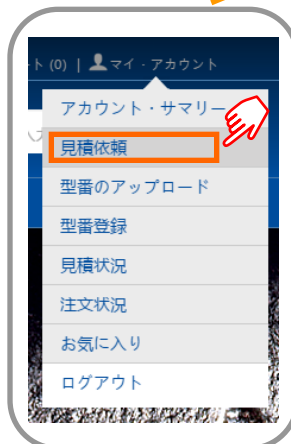 ト (0) | マイ・アカウント
アカウント・サマリー
見積依頼
型番のアップロード
型番登録
見積状況
注文状況
お気に入り
ログアウト